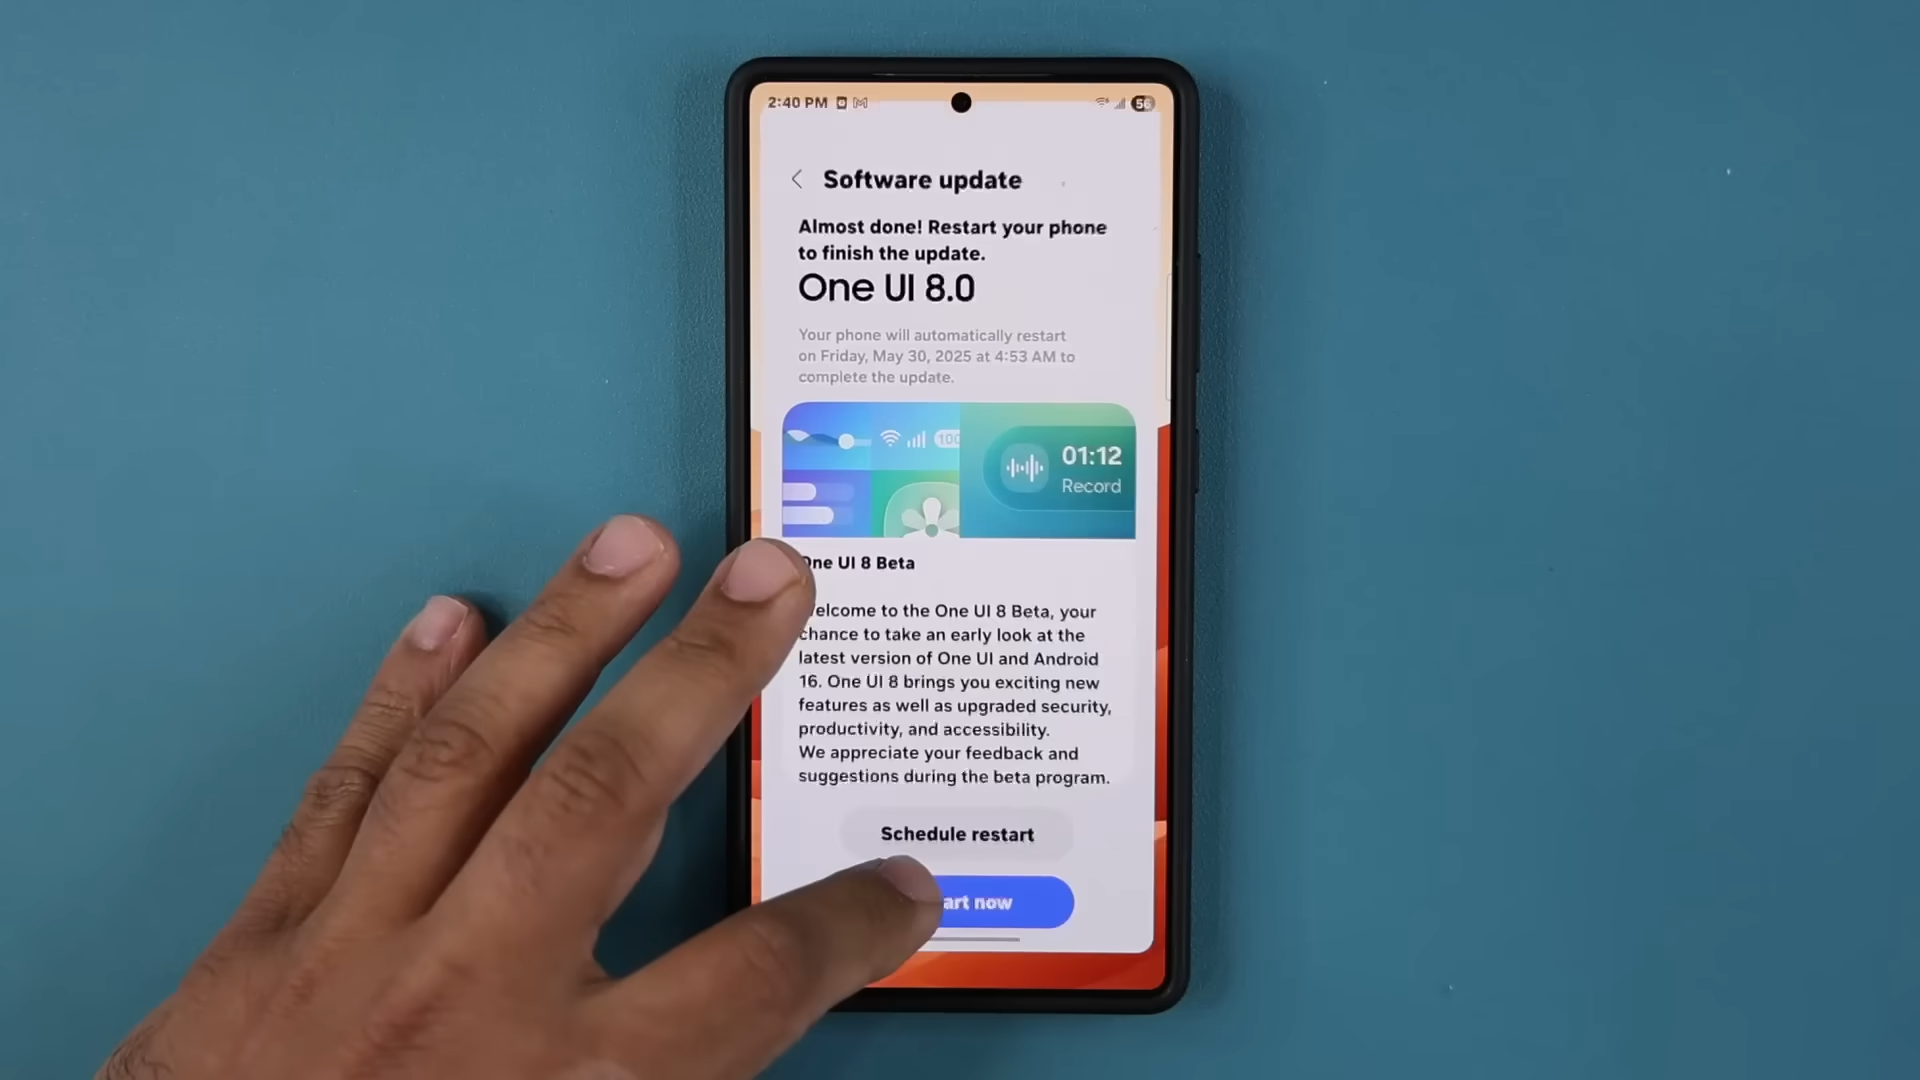 2:40 PM
56
Software update
Almost done! Restart your phone
to finish the update.
One UI 8.0
Your phone will automatically restart
on Friday, May 30, 2025 at 4:53 AM to
complete the update.
100
01:12
Record
One UI 8 Beta
elcome to the One UI 8 Beta, your
chance to take an early look at the
latest version of One UI and Android
16. One UI 8 brings you exciting new
features as well as upgraded security,
productivity, and accessibility.
We appreciate your feedback and
suggestions during the beta program.
Schedule restart
art now